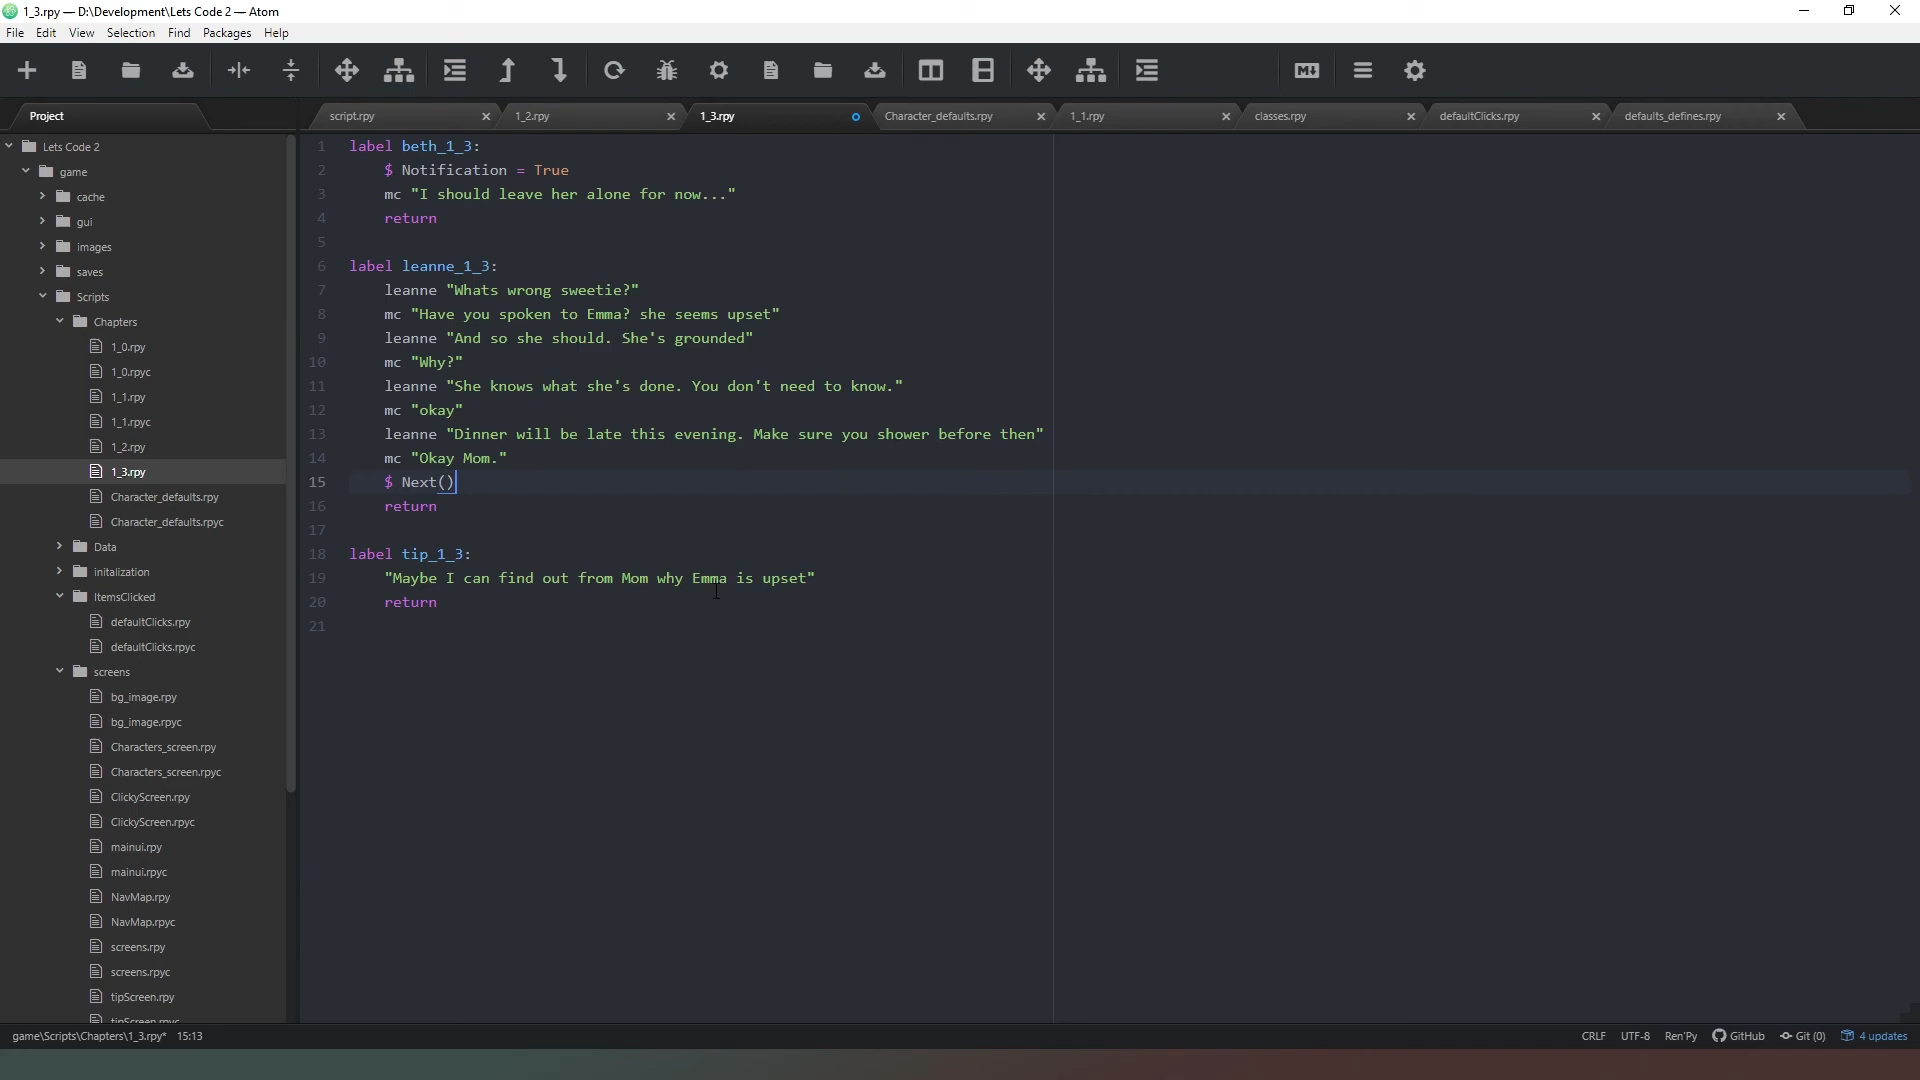 1_3.rpy — D:\Development\Lets Code 2 — Atom
File Edit View Selection Find Packages Help
Project
script.rpy 1_2.rpy 1_3.rpy Character_defaults.rpy 1_1.rpy classes.rpy defaultClicks.rpy defaults_defines.rpy
Lets Code 2
game
cache
gui
images
saves
Scripts
Chapters
1_0.rpy
1_0.rpyc
1_1.rpy
1_1.rpyc
1_2.rpy
1_3.rpy
Character_defaults.rpy
Character_defaults.rpyc
Data
initalization
ItemsClicked
defaultClicks.rpy
defaultClicks.rpyc
screens
bg_image.rpy
bg_image.rpyc
Characters_screen.rpy
Characters_screen.rpyc
ClickyScreen.rpy
ClickyScreen.rpyc
mainui.rpy
mainui.rpyc
NavMap.rpy
NavMap.rpyc
screens.rpy
screens.rpyc
tipScreen.rpy
tipScreen.rpyc
1 label beth_1_3:
2 $ Notification = True
3 mc "I should leave her alone for now..."
4 return
5
6 label leanne_1_3:
7 leanne "Whats wrong sweetie?"
8 mc "Have you spoken to Emma? she seems upset"
9 leanne "And so she should. She's grounded"
10 mc "Why?"
11 leanne "She knows what she's done. You don't need to know."
12 mc "okay"
13 leanne "Dinner will be late this evening. Make sure you shower before then"
14 mc "Okay Mom."
15 $ Next()
16 return
17
18 label tip_1_3:
19 "Maybe I can find out from Mom why Emma is upset"
20 return
21
game\Scripts\Chapters\1_3.rpy* 15:13 CRLF UTF-8 Ren'Py GitHub Git (0) 4 updates